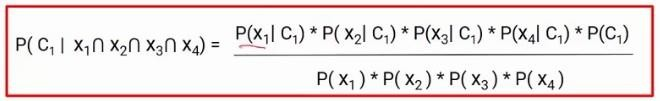 P( C₁ | x₁∩ x₂∩ x₃∩ x₄) = P(x₁| C₁) * P( x₂| C₁) * P(x₃| C₁) * P(x₄| C₁) * P(C₁)
P( x₁ ) * P( x₂ ) * P( x₃ ) * P( x₄ )